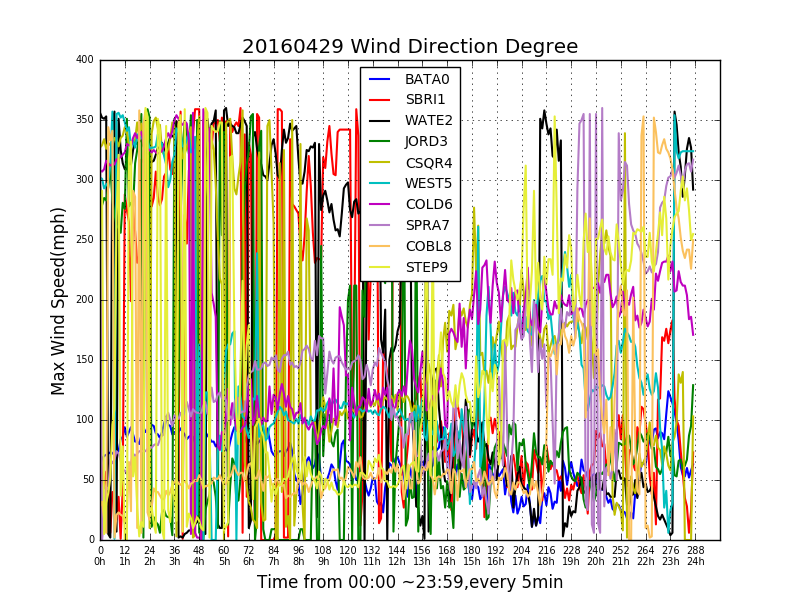 20160429 Wind Direction Degree
Max Wind Speed(mph)
400
350
300
250
200
150
100
50
0
BATA0
SBRI1
WATE2
JORD3
CSQR4
WEST5
COLD6
SPRA7
COBL8
STEP9
0 12 24 36 48 60 72 84 96 108 120 132 144 156 168 180 192 204 216 228 240 252 264 276 288
0h 1h 2h 3h 4h 5h 6h 7h 8h 9h 10h 11h 12h 13h 14h 15h 16h 17h 18h 19h 20h 21h 22h 23h 24h
Time from 00:00 ~23:59,every 5min